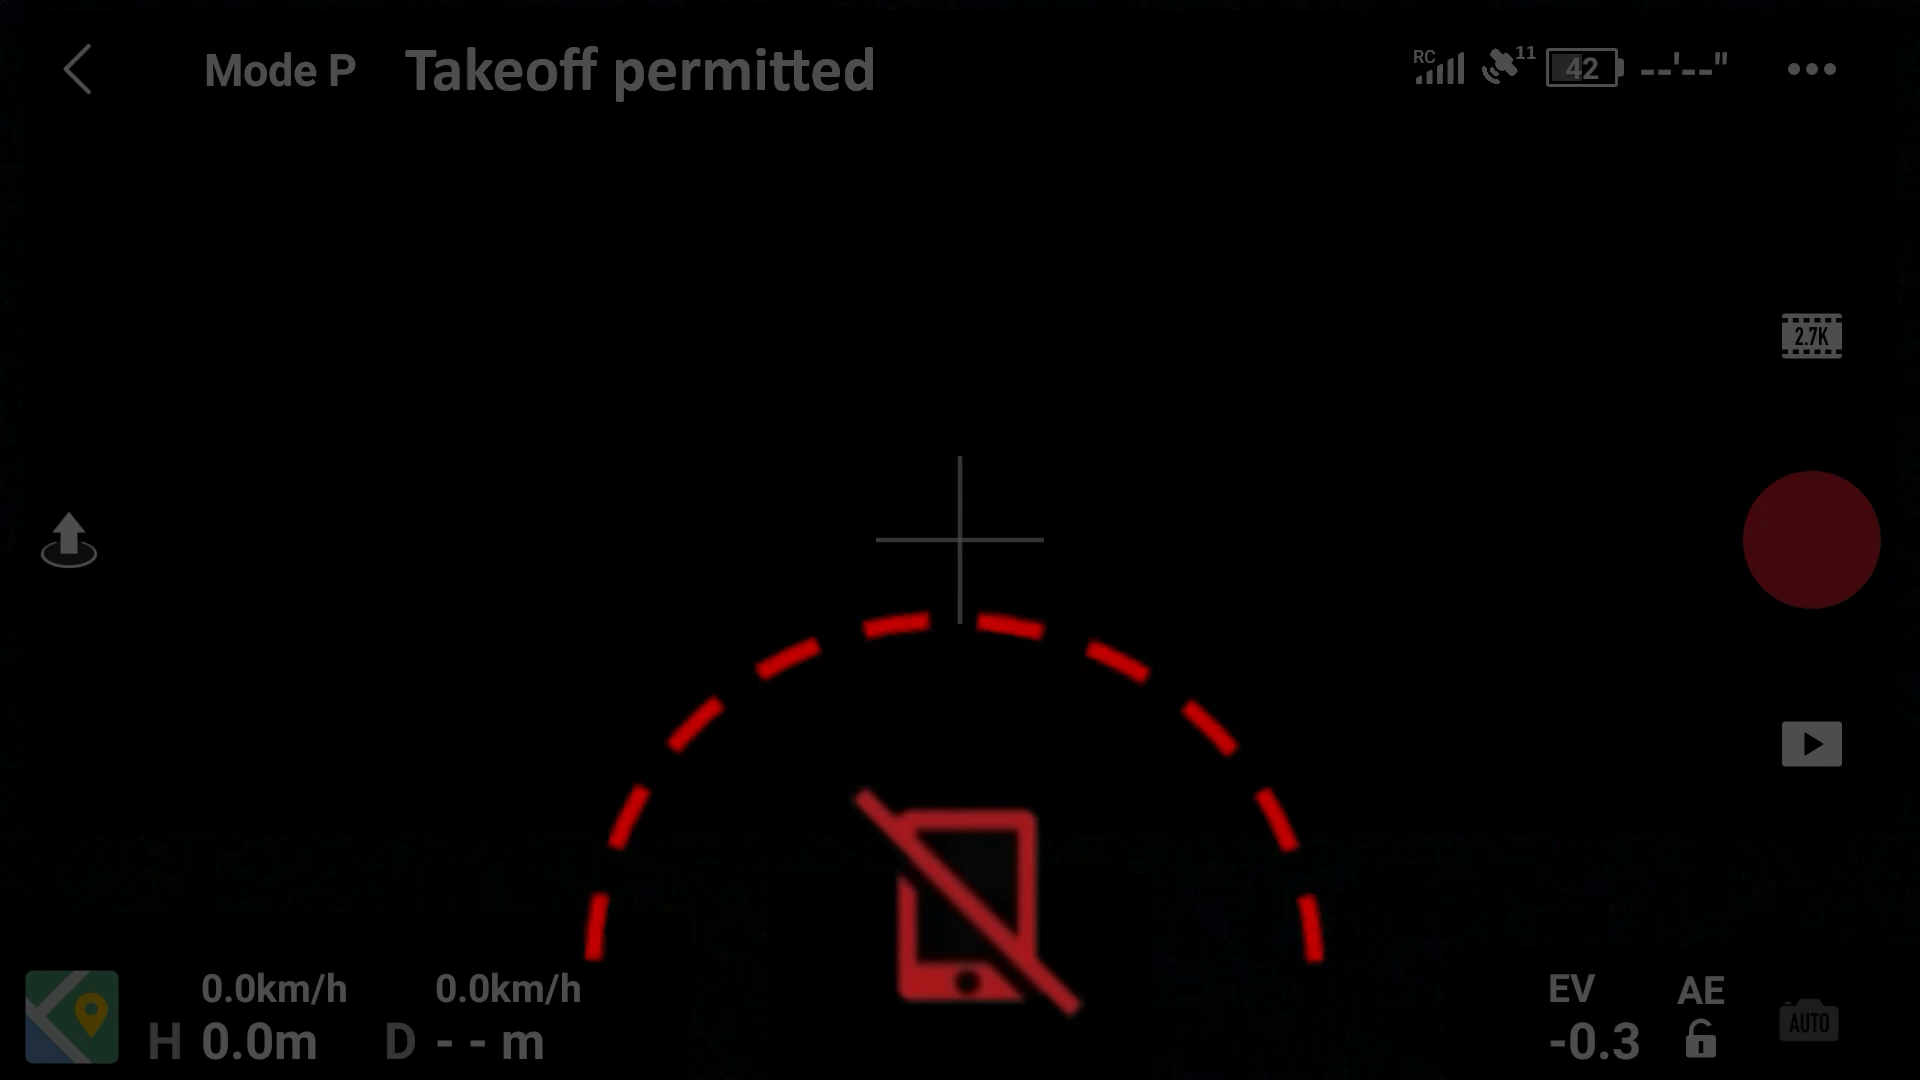 Mode P Takeoff permitted RC 11 42 --'--"
2.7K
0.0km/h 0.0km/h
H 0.0m D - - m
EV AE
-0.3
AUTO